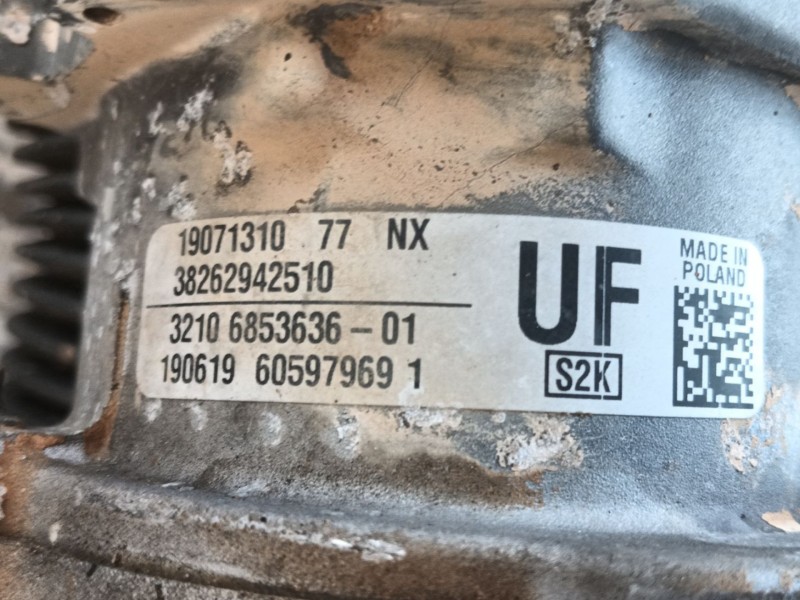 19071310 77 NX
38262942510
3210 6853636-01
190619 60597969 1
UF
S2K
MADE IN
POLAND